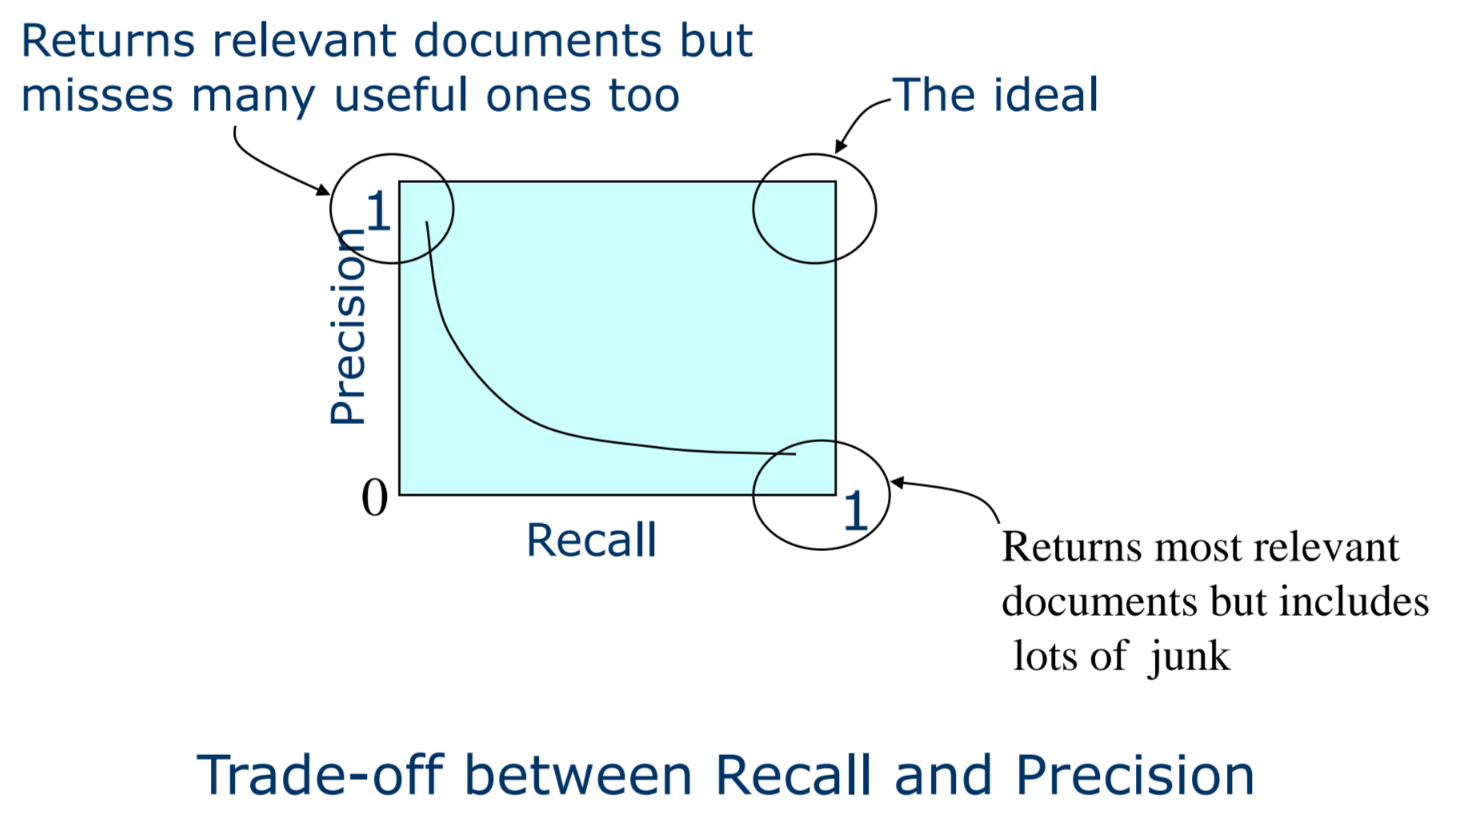 Returns relevant documents but
misses many useful ones too
The ideal
1
Precision
0
Recall
1
Returns most relevant
documents but includes
lots of junk
Trade-off between Recall and Precision